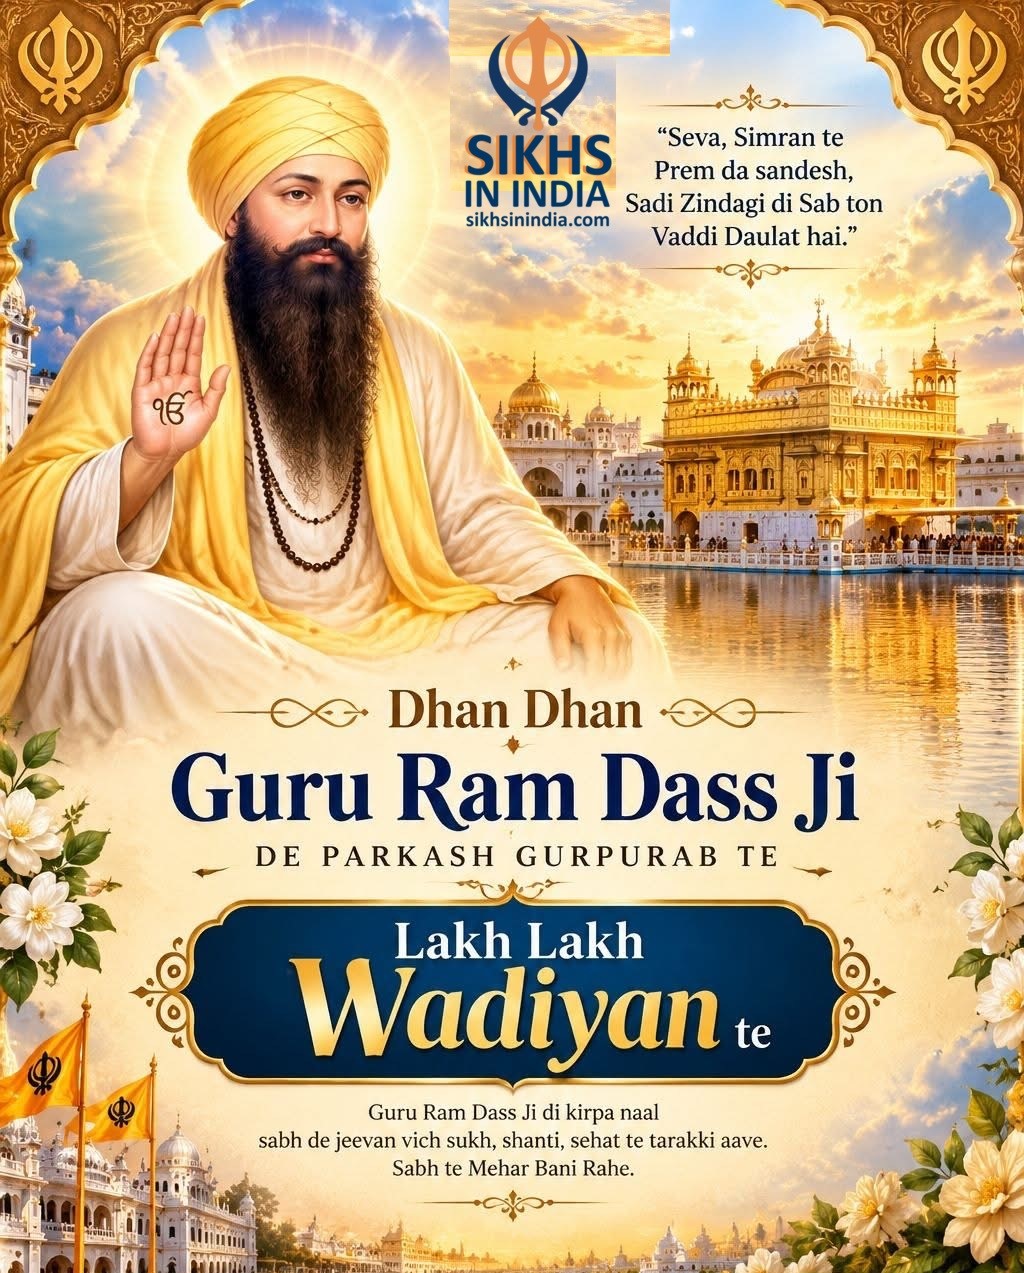 SIKHS
IN INDIA
sikhsinindia.com
“Seva, Simran te
Prem da sandesh,
Sadi Zindagi di Sab ton
Vaddi Daulat hai.”
ੴ
Dhan Dhan
Guru Ram Dass Ji
DE PARKASH GURPURAB TE
Lakh Lakh
Wadiyan te
Guru Ram Dass Ji di kirpa naal
sabh de jeevan vich sukh, shanti, sehat te tarakki aave.
Sabh te Mehar Bani Rahe.